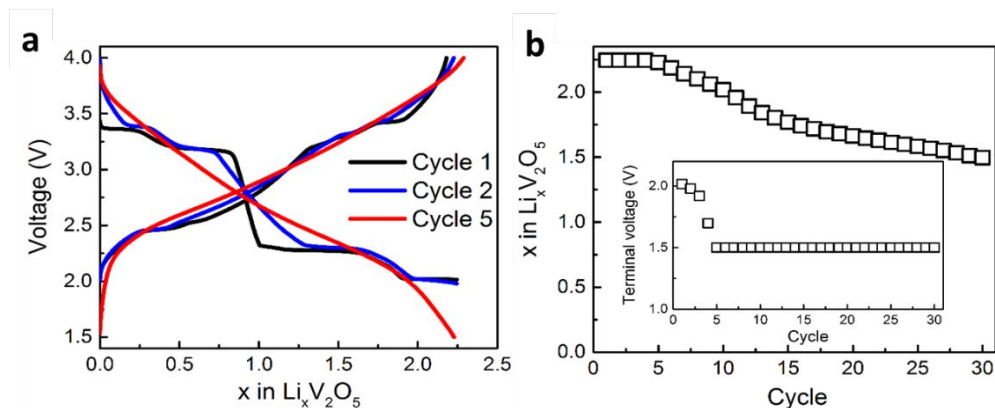 a
4.0
3.5
3.0
2.5
2.0
1.5
Voltage (V)
Cycle 1
Cycle 2
Cycle 5
0.0 0.5 1.0 1.5 2.0 2.5
x in LiₓV₂O₅
b
2.0
1.5
1.0
0.5
0.0
x in LiₓV₂O₅
2.0
1.5
1.0
Terminal voltage (V)
0 5 10 15 20 25 30
Cycle
0 5 10 15 20 25 30
Cycle